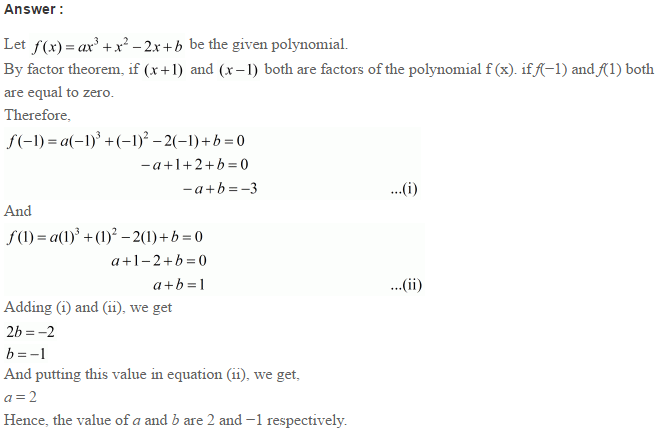 Answer :
Let f(x) = ax³ + x² − 2x + b be the given polynomial.
By factor theorem, if (x+1) and (x−1) both are factors of the polynomial f (x). if f(−1) and f(1) both
are equal to zero.
Therefore,
f(−1) = a(−1)³ + (−1)² − 2(−1) + b = 0
−a + 1 + 2 + b = 0
−a + b = −3 ...(i)
And
f(1) = a(1)³ + (1)² − 2(1) + b = 0
a + 1 − 2 + b = 0
a + b = 1 ...(ii)
Adding (i) and (ii), we get
2b = −2
b = −1
And putting this value in equation (ii), we get,
a = 2
Hence, the value of a and b are 2 and −1 respectively.